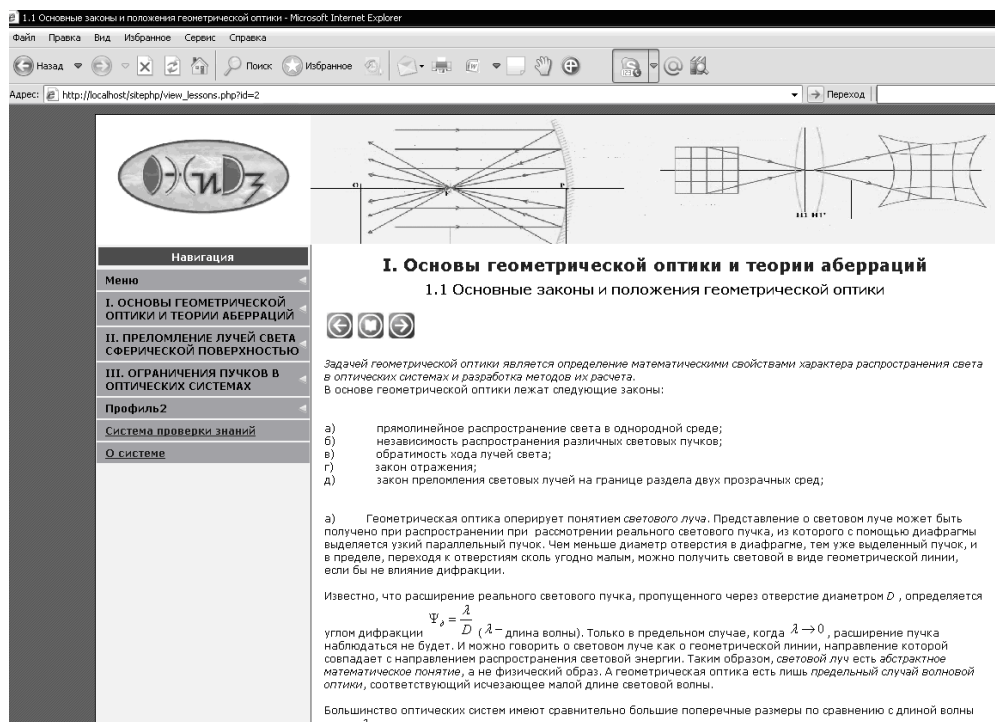 1.1 Основные законы и положения геометрической оптики - Microsoft Internet Explorer
Файл Правка Вид Избранное Сервис Справка
Назад Поиск Избранное
Адрес: http://localhost/sitephp/view_lessons.php?id=2 Переход
Навигация
Меню
I. ОСНОВЫ ГЕОМЕТРИЧЕСКОЙ
ОПТИКИ И ТЕОРИИ АБЕРРАЦИЙ
II. ПРЕЛОМЛЕНИЕ ЛУЧЕЙ СВЕТА
СФЕРИЧЕСКОЙ ПОВЕРХНОСТЬЮ
III. ОГРАНИЧЕНИЯ ПУЧКОВ В
ОПТИЧЕСКИХ СИСТЕМАХ
Профиль2
Система проверки знаний
О системе
I. Основы геометрической оптики и теории аберраций
1.1 Основные законы и положения геометрической оптики
Задачей геометрической оптики является определение математическими свойствами характера распространения света
в оптических системах и разработка методов их расчета.
В основе геометрической оптики лежат следующие законы:
а) прямолинейное распространение света в однородной среде;
б) независимость распространения различных световых пучков;
в) обратимость хода лучей света;
г) закон отражения;
д) закон преломления световых лучей на границе раздела двух прозрачных сред;
а) Геометрическая оптика оперирует понятием светового луча. Представление о световом луче может быть
получено при распространении при рассмотрении реального светового пучка, из которого с помощью диафрагмы
выделяется узкий параллельный пучок. Чем меньше диаметр отверстия в диафрагме, тем уже выделенный пучок, и
в пределе, переходя к отверстиям сколь угодно малым, можно получить световой в виде геометрической линии,
если бы не влияние дифракции.
Известно, что расширение реального светового пучка, пропущенного через отверстие диаметром D , определяется
углом дифракции Ψд = λ/D ( λ – длина волны). Только в предельном случае, когда λ → 0 , расширение пучка
наблюдаться не будет. И можно говорить о световом луче как о геометрической линии, направление которой
совпадает с направлением распространения световой энергии. Таким образом, световой луч есть абстрактное
математическое понятие, а не физический образ. А геометрическая оптика есть лишь предельный случай волновой
оптики, соответствующий исчезающее малой длине световой волны.
Большинство оптических систем имеют сравнительно большие поперечные размеры по сравнению с длиной волны